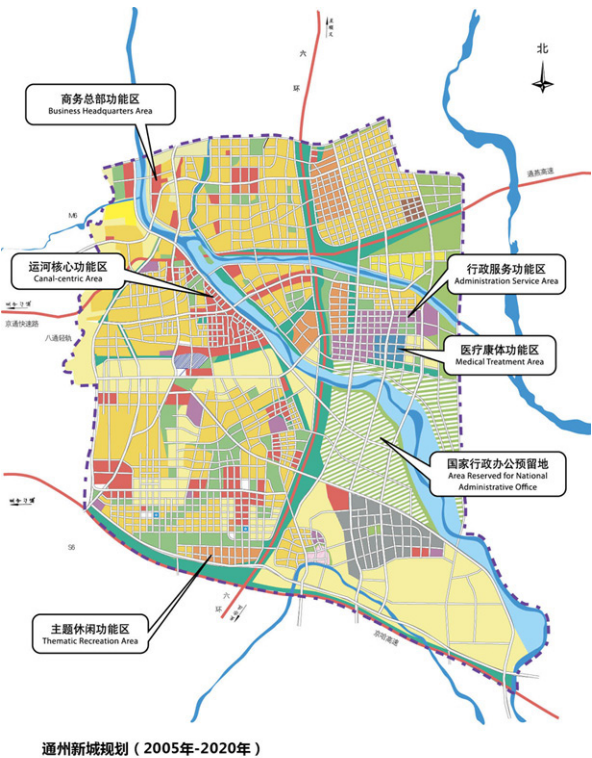 六
环
北
商务总部功能区
Business Headquarters Area
通燕高速
M6
运河核心功能区
Canal-centric Area
行政服务功能区
Administration Service Area
京通快速路
八通轻轨
医疗康体功能区
Medical Treatment Area
国家行政办公预留地
Area Reserved for National
Administrative Office
S6
六
环
主题休闲功能区
Thematic Recreation Area
京哈高速
通州新城规划（2005年-2020年）